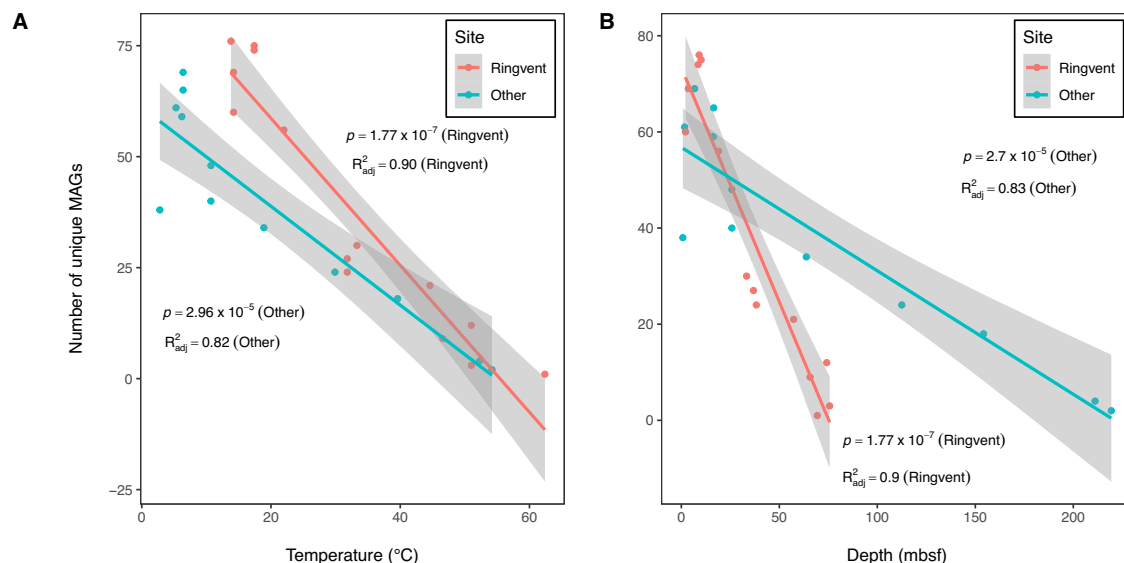 A
Number of unique MAGs
75
50
25
0
−25
0
20
40
60
Temperature (°C)
Site
Ringvent
Other
p = 1.77 x 10⁻⁷ (Ringvent)
R²adj = 0.90 (Ringvent)
p = 2.96 x 10⁻⁵ (Other)
R²adj = 0.82 (Other)
B
80
60
40
20
0
0
50
100
150
200
Depth (mbsf)
Site
Ringvent
Other
p = 2.7 x 10⁻⁵ (Other)
R²adj = 0.83 (Other)
p = 1.77 x 10⁻⁷ (Ringvent)
R²adj = 0.9 (Ringvent)